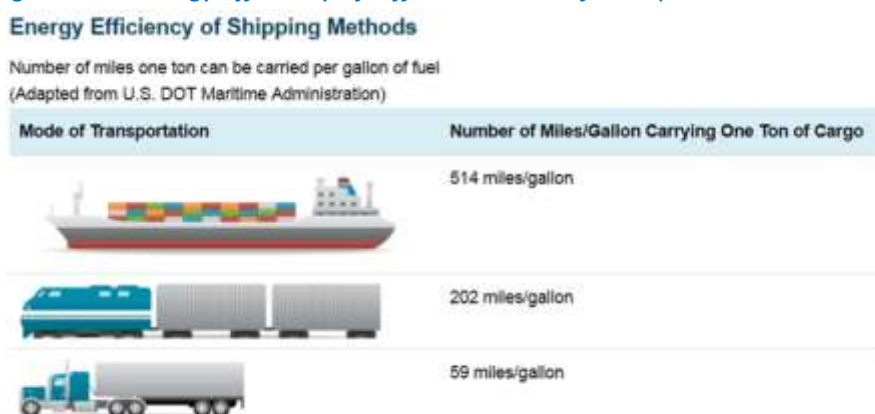 Energy Efficiency of Shipping Methods
Number of miles one ton can be carried per gallon of fuel
(Adapted from U.S. DOT Maritime Administration)
Mode of Transportation Number of Miles/Gallon Carrying One Ton of Cargo
514 miles/gallon
202 miles/gallon
59 miles/gallon